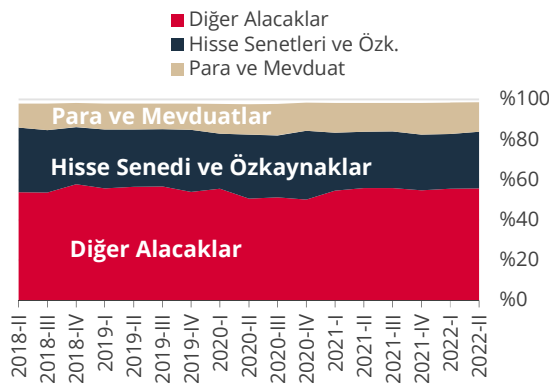 Diğer Alacaklar
Hisse Senetleri ve Özk.
Para ve Mevduat
%100
%80
%60
%40
%20
%0
Para ve Mevduatlar
Hisse Senedi ve Özkaynaklar
Diğer Alacaklar
2018-II
2018-III
2018-IV
2019-I
2019-II
2019-III
2019-IV
2020-I
2020-II
2020-III
2020-IV
2021-I
2021-II
2021-III
2021-IV
2022-I
2022-II